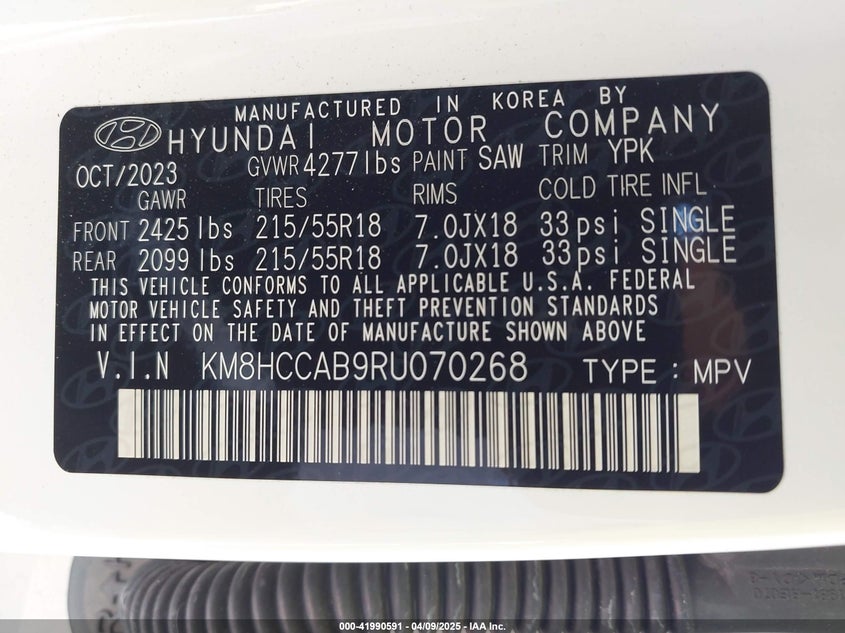 MANUFACTURED IN KOREA BY
HYUNDAI MOTOR COMPANY
OCT/2023 GVWR 4277lbs PAINT SAW TRIM YPK
GAWR TIRES RIMS COLD TIRE INFL
FRONT 2425lbs 215/55R18 7.0JX18 33psi SINGLE
REAR 2099lbs 215/55R18 7.0JX18 33psi SINGLE
THIS VEHICLE CONFORMS TO ALL APPLICABLE U.S.A. FEDERAL
MOTOR VEHICLE SAFETY AND THEFT PREVENTION STANDARDS
IN EFFECT ON THE DATE OF MANUFACTURE SHOWN ABOVE
V.I.N KM8HCCAB9RU070268 TYPE : MPV
000-41990591 - 04/09/2025 - IAA Inc.